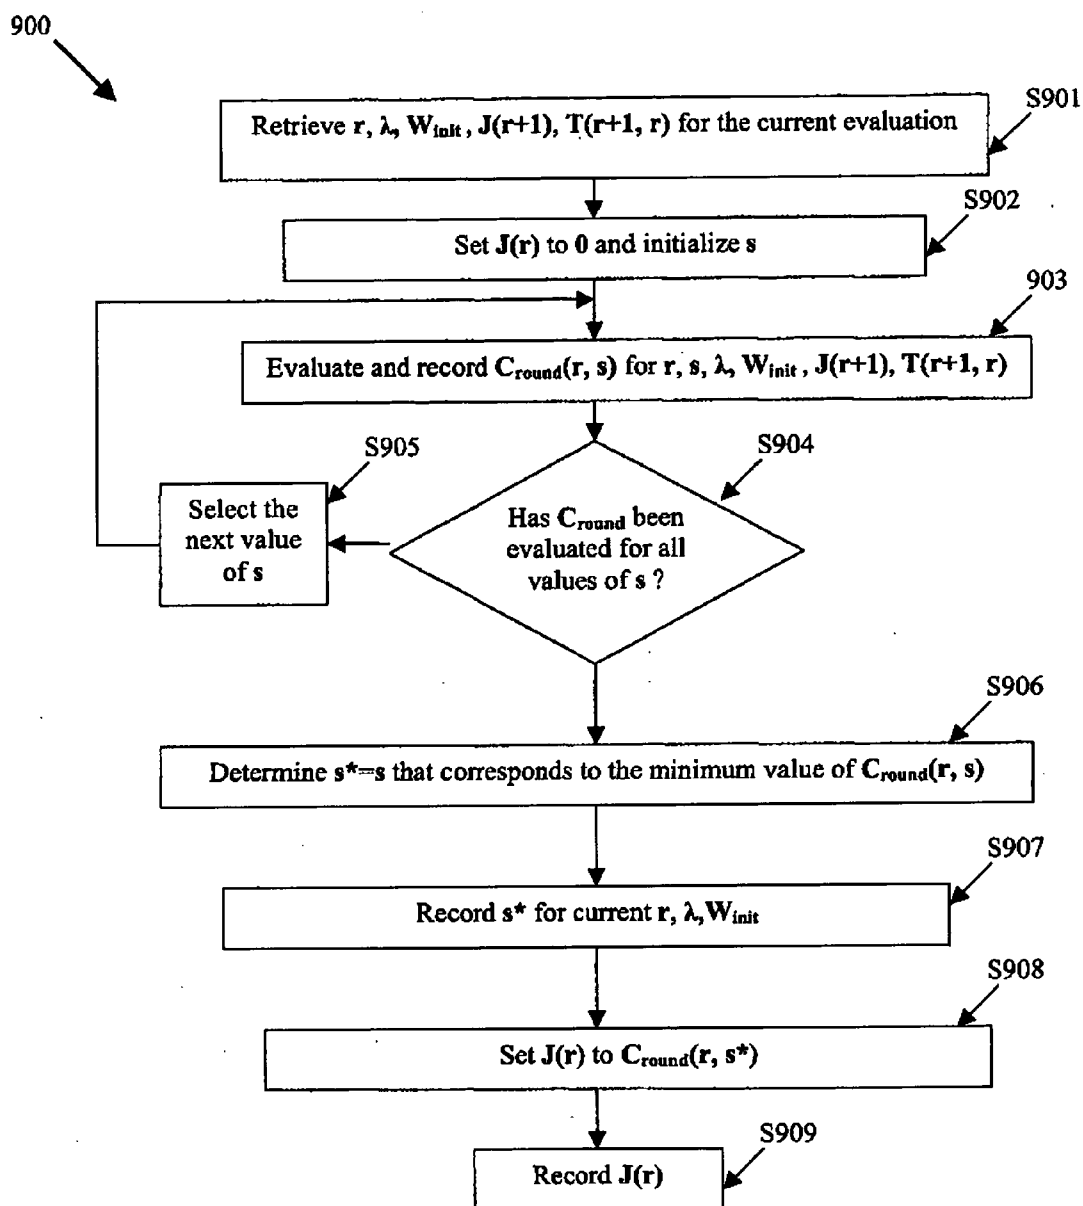 900
S901
Retrieve r, λ, W_init , J(r+1), T(r+1, r) for the current evaluation
S902
Set J(r) to 0 and initialize s
903
Evaluate and record C_round(r, s) for r, s, λ, W_init , J(r+1), T(r+1, r)
S904
S905
Select the
next value
of s
Has C_round been
evaluated for all
values of s ?
S906
Determine s*=s that corresponds to the minimum value of C_round(r, s)
S907
Record s* for current r, λ,W_init
S908
Set J(r) to C_round(r, s*)
S909
Record J(r)